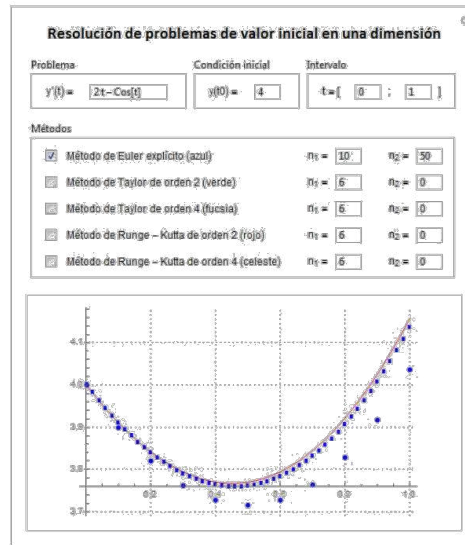 Resolución de problemas de valor inicial en una dimensión
Problema Condición inicial Intervalo
y'(t)= 2t-Cos[t] y(t0)= 4 t=[ 0 ; 1 ]
Métodos
Método de Euler explícito (azul) n1 = 10 n2 = 50
Método de Taylor de orden 2 (verde) n1 = 6 n2 = 0
Método de Taylor de orden 4 (fucsia) n1 = 6 n2 = 0
Método de Runge – Kutta de orden 2 (rojo) n1 = 6 n2 = 0
Método de Runge – Kutta de orden 4 (celeste) n1 = 6 n2 = 0
4.1
4.0
3.9
3.8
0.2 0.4 0.6 0.8 1.0
3.7